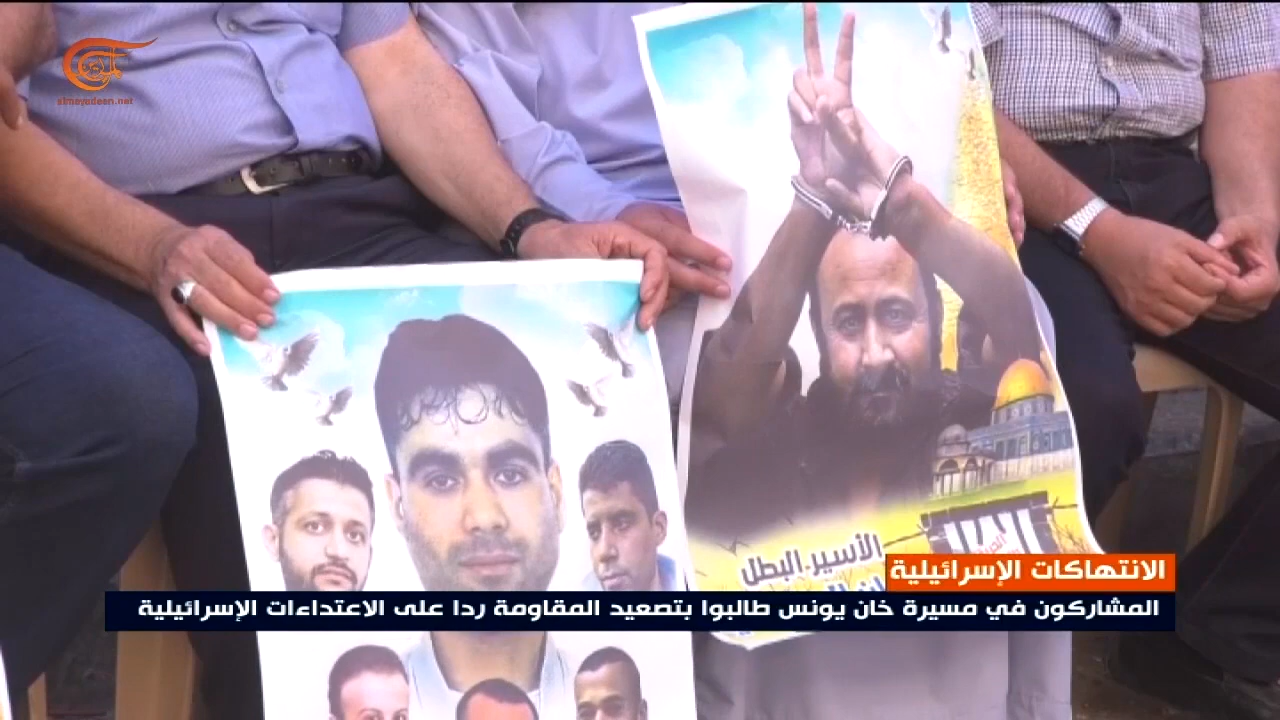 almayadeen.net
الأسير البطل
الانتهاكات الإسرائيلية
المشاركون في مسيرة خان يونس طالبوا بتصعيد المقاومة ردا على الاعتداءات الإسرائيلية